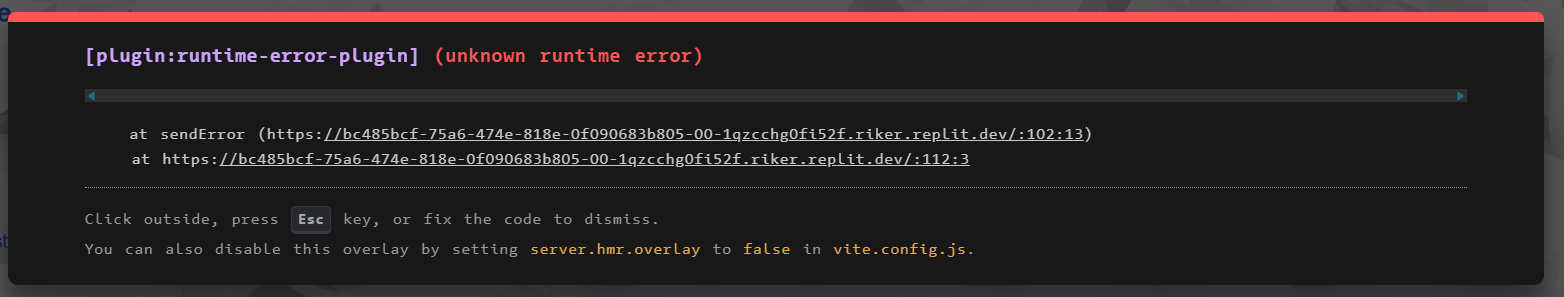 e
[plugin:runtime-error-plugin] (unknown runtime error)
at sendError (https://bc485bcf-75a6-474e-818e-0f090683b805-00-1qzcchg0fi52f.riker.replit.dev/:102:13)
at https://bc485bcf-75a6-474e-818e-0f090683b805-00-1qzcchg0fi52f.riker.replit.dev/:112:3
Click outside, press Esc key, or fix the code to dismiss.
st
You can also disable this overlay by setting server.hmr.overlay to false in vite.config.js.